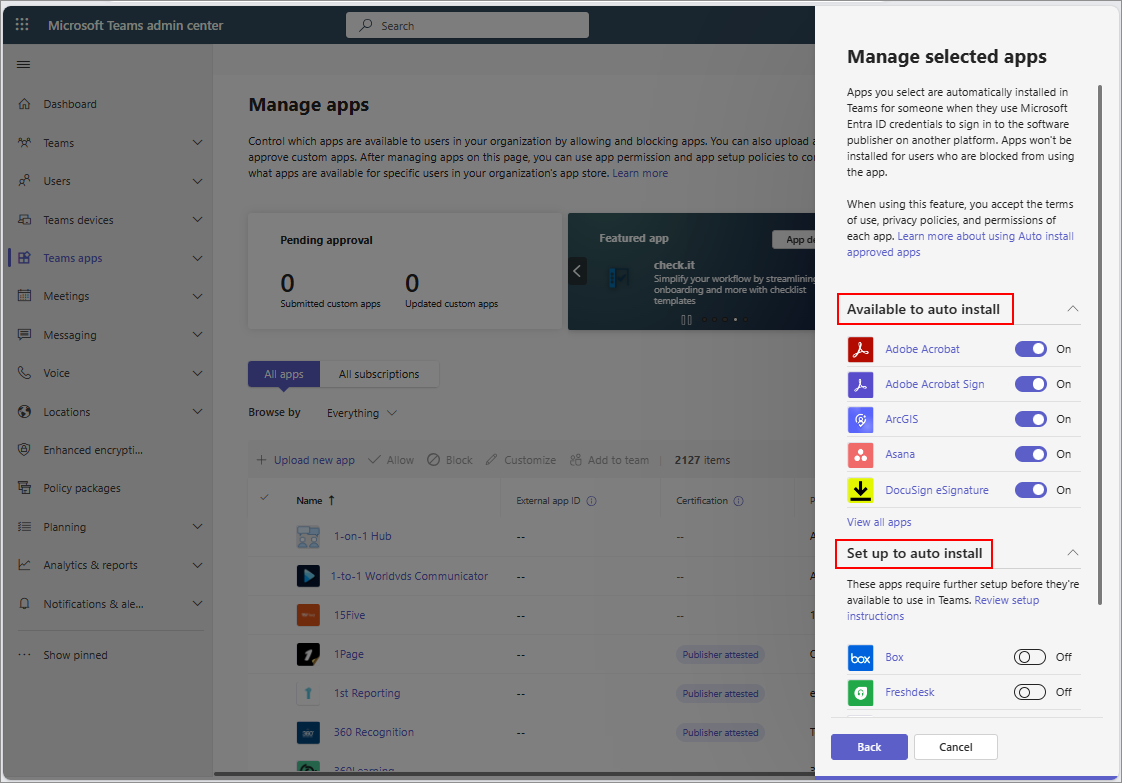 Microsoft Teams admin center
Search
Dashboard
Teams
Users
Teams devices
Teams apps
Meetings
Messaging
Voice
Locations
Enhanced encrypti...
Policy packages
Planning
Analytics & reports
Notifications & ale...
Show pinned
Manage apps
Control which apps are available to users in your organization by allowing and blocking apps. You can also upload a
approve custom apps. After managing apps on this page, you can use app permission and app setup policies to co
what apps are available for specific users in your organization's app store. Learn more
Pending approval
0
Submitted custom apps
0
Updated custom apps
Featured app
App de
check.it
Simplify your workflow by streamlining
onboarding and more with checklist
templates
All apps
All subscriptions
Browse by
Everything
Upload new app
Allow
Block
Customize
Add to team
2127 items
Name ↑
External app ID
Certification
P
1-on-1 Hub
--
--
A
1-to-1 Worldvds Communicator
--
--
A
15Five
--
--
1
1Page
--
Publisher attested
C
1st Reporting
--
Publisher attested
e
360 Recognition
--
Publisher attested
T
360Learning
Manage selected apps
Apps you select are automatically installed in
Teams for someone when they use Microsoft
Entra ID credentials to sign in to the software
publisher on another platform. Apps won't be
installed for users who are blocked from using
the app.
When using this feature, you accept the terms
of use, privacy policies, and permissions of
each app. Learn more about using Auto install
approved apps
Available to auto install
Adobe Acrobat
On
Adobe Acrobat Sign
On
ArcGIS
On
Asana
On
DocuSign eSignature
On
View all apps
Set up to auto install
These apps require further setup before they're
available to use in Teams. Review setup
instructions
box
Box
Off
Freshdesk
Off
Back
Cancel